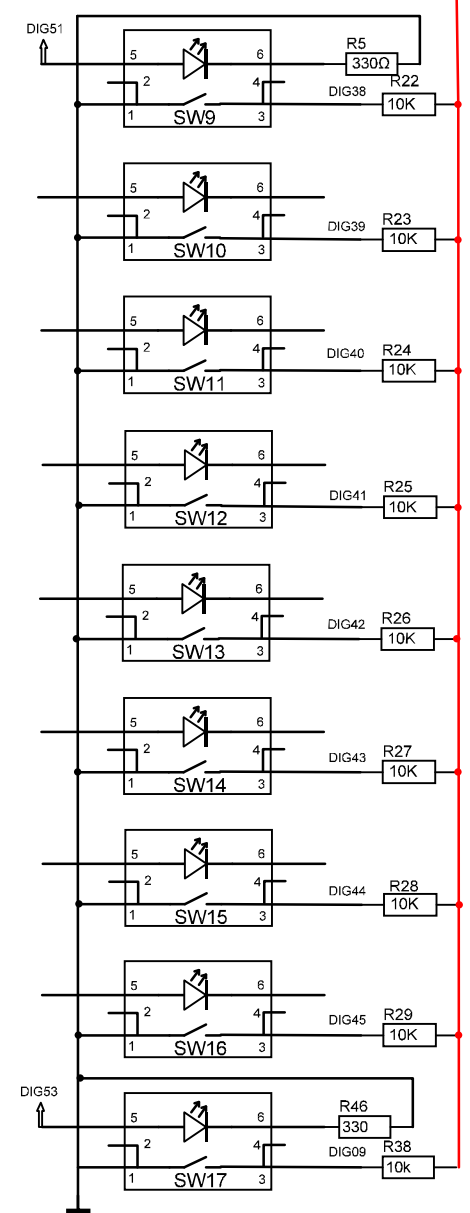 DIG51
R5
5
6
330Ω
2
4
DIG38
R22
10K
1
SW9
3
5
6
2
4
DIG39
R23
10K
1
SW10
3
5
6
2
4
DIG40
R24
10K
1
SW11
3
5
6
2
4
DIG41
R25
10K
1
SW12
3
5
6
2
4
DIG42
R26
10K
1
SW13
3
5
6
2
4
DIG43
R27
10K
1
SW14
3
5
6
2
4
DIG44
R28
10K
1
SW15
3
5
6
2
4
DIG45
R29
10K
1
SW16
3
DIG53
R46
5
6
330
2
4
DIG09
R38
10k
1
SW17
3